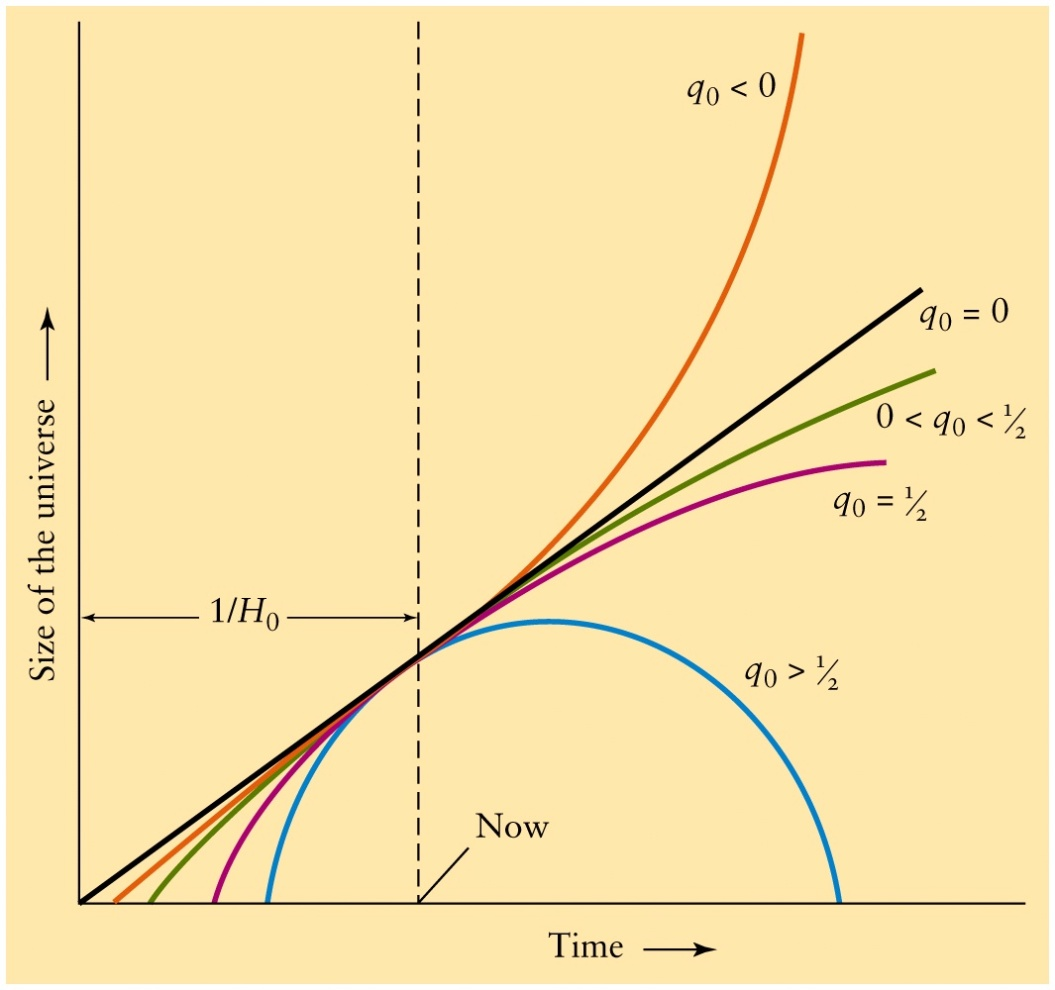 q₀ < 0
q₀ = 0
0 < q₀ < ½
q₀ = ½
1/H₀
q₀ > ½
Now
Size of the universe →
Time →